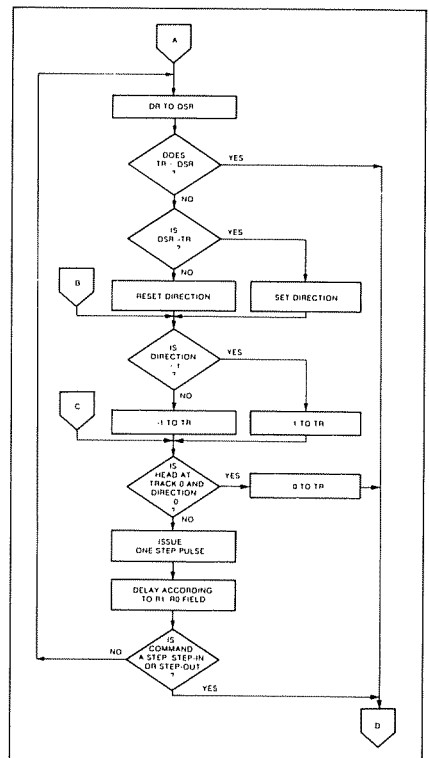 A
DR TO DSR
DOES
TR = DSR
?
YES
NO
IS
DSR >TR
?
YES
NO
B
RESET DIRECTION
SET DIRECTION
IS
DIRECTION
?
YES
NO
C
-1 TO TR
1 TO TR
IS
HEAD AT
TRACK 0 AND
DIRECTION
0
?
YES
0 TO TR
NO
ISSUE
ONE STEP PULSE
DELAY ACCORDING
TO R1 R0 FIELD
IS
COMMAND
A STEP STEP-IN
OR STEP-OUT
?
NO
YES
D